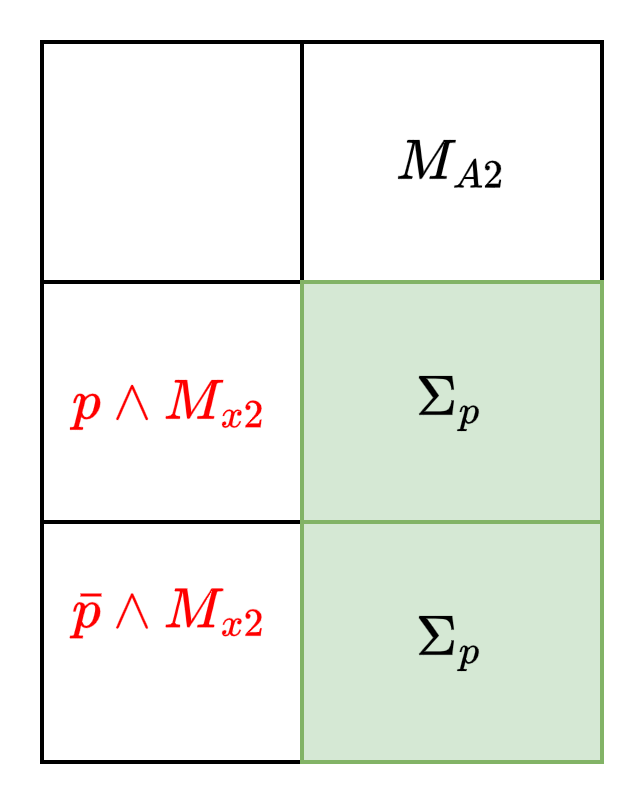 M_{A2}
p ∧ M_{x2} Σ_p
p̄ ∧ M_{x2} Σ_p